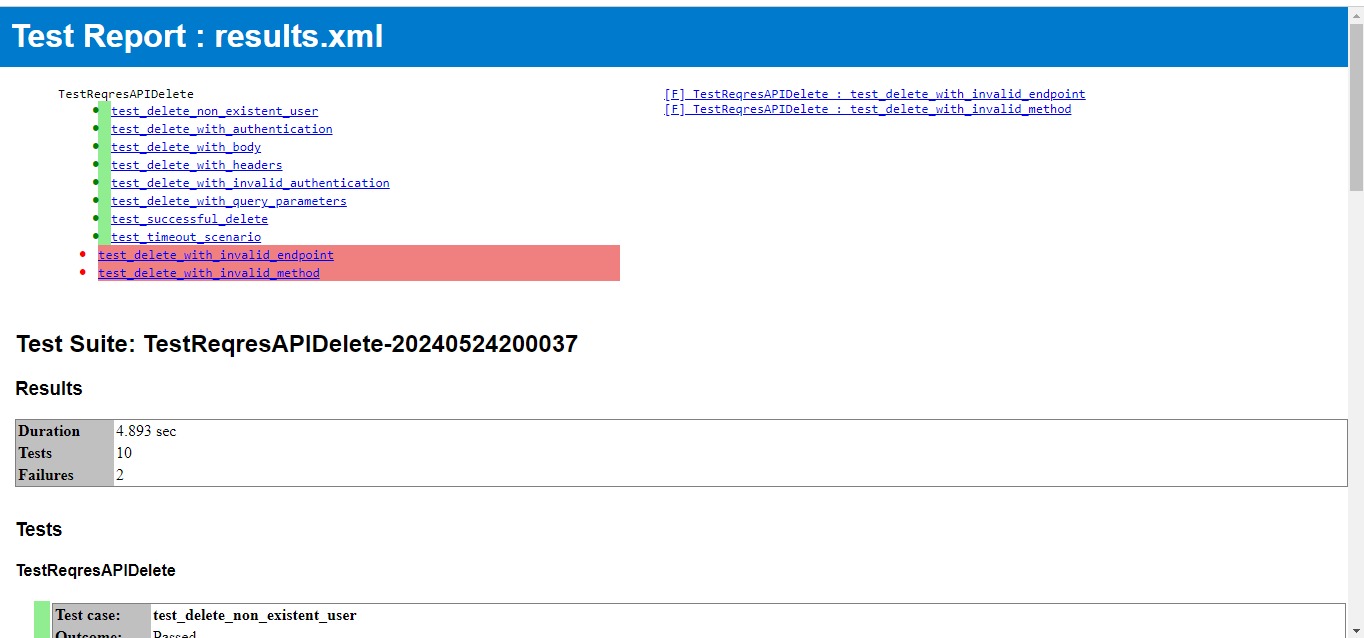 Test Report : results.xml
TestReqresAPIDelete
test_delete_non_existent_user
test_delete_with_authentication
test_delete_with_body
test_delete_with_headers
test_delete_with_invalid_authentication
test_delete_with_query_parameters
test_successful_delete
test_timeout_scenario
test_delete_with_invalid_endpoint
test_delete_with_invalid_method
[F] TestReqresAPIDelete : test_delete_with_invalid_endpoint
[F] TestReqresAPIDelete : test_delete_with_invalid_method
Test Suite: TestReqresAPIDelete-20240524200037
Results
Duration 4.893 sec
Tests 10
Failures 2
Tests
TestReqresAPIDelete
Test case: test_delete_non_existent_user
Outcome: Passed